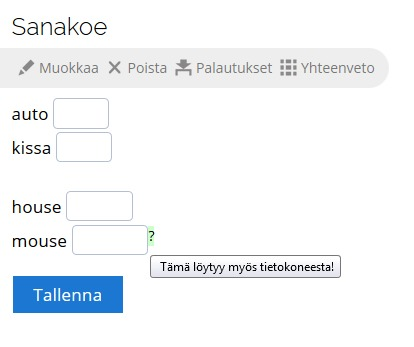 Sanakoe
Muokkaa Poista Palautukset Yhteenveto
auto
kissa
house
mouse ?
Tämä löytyy myös tietokoneesta!
Tallenna